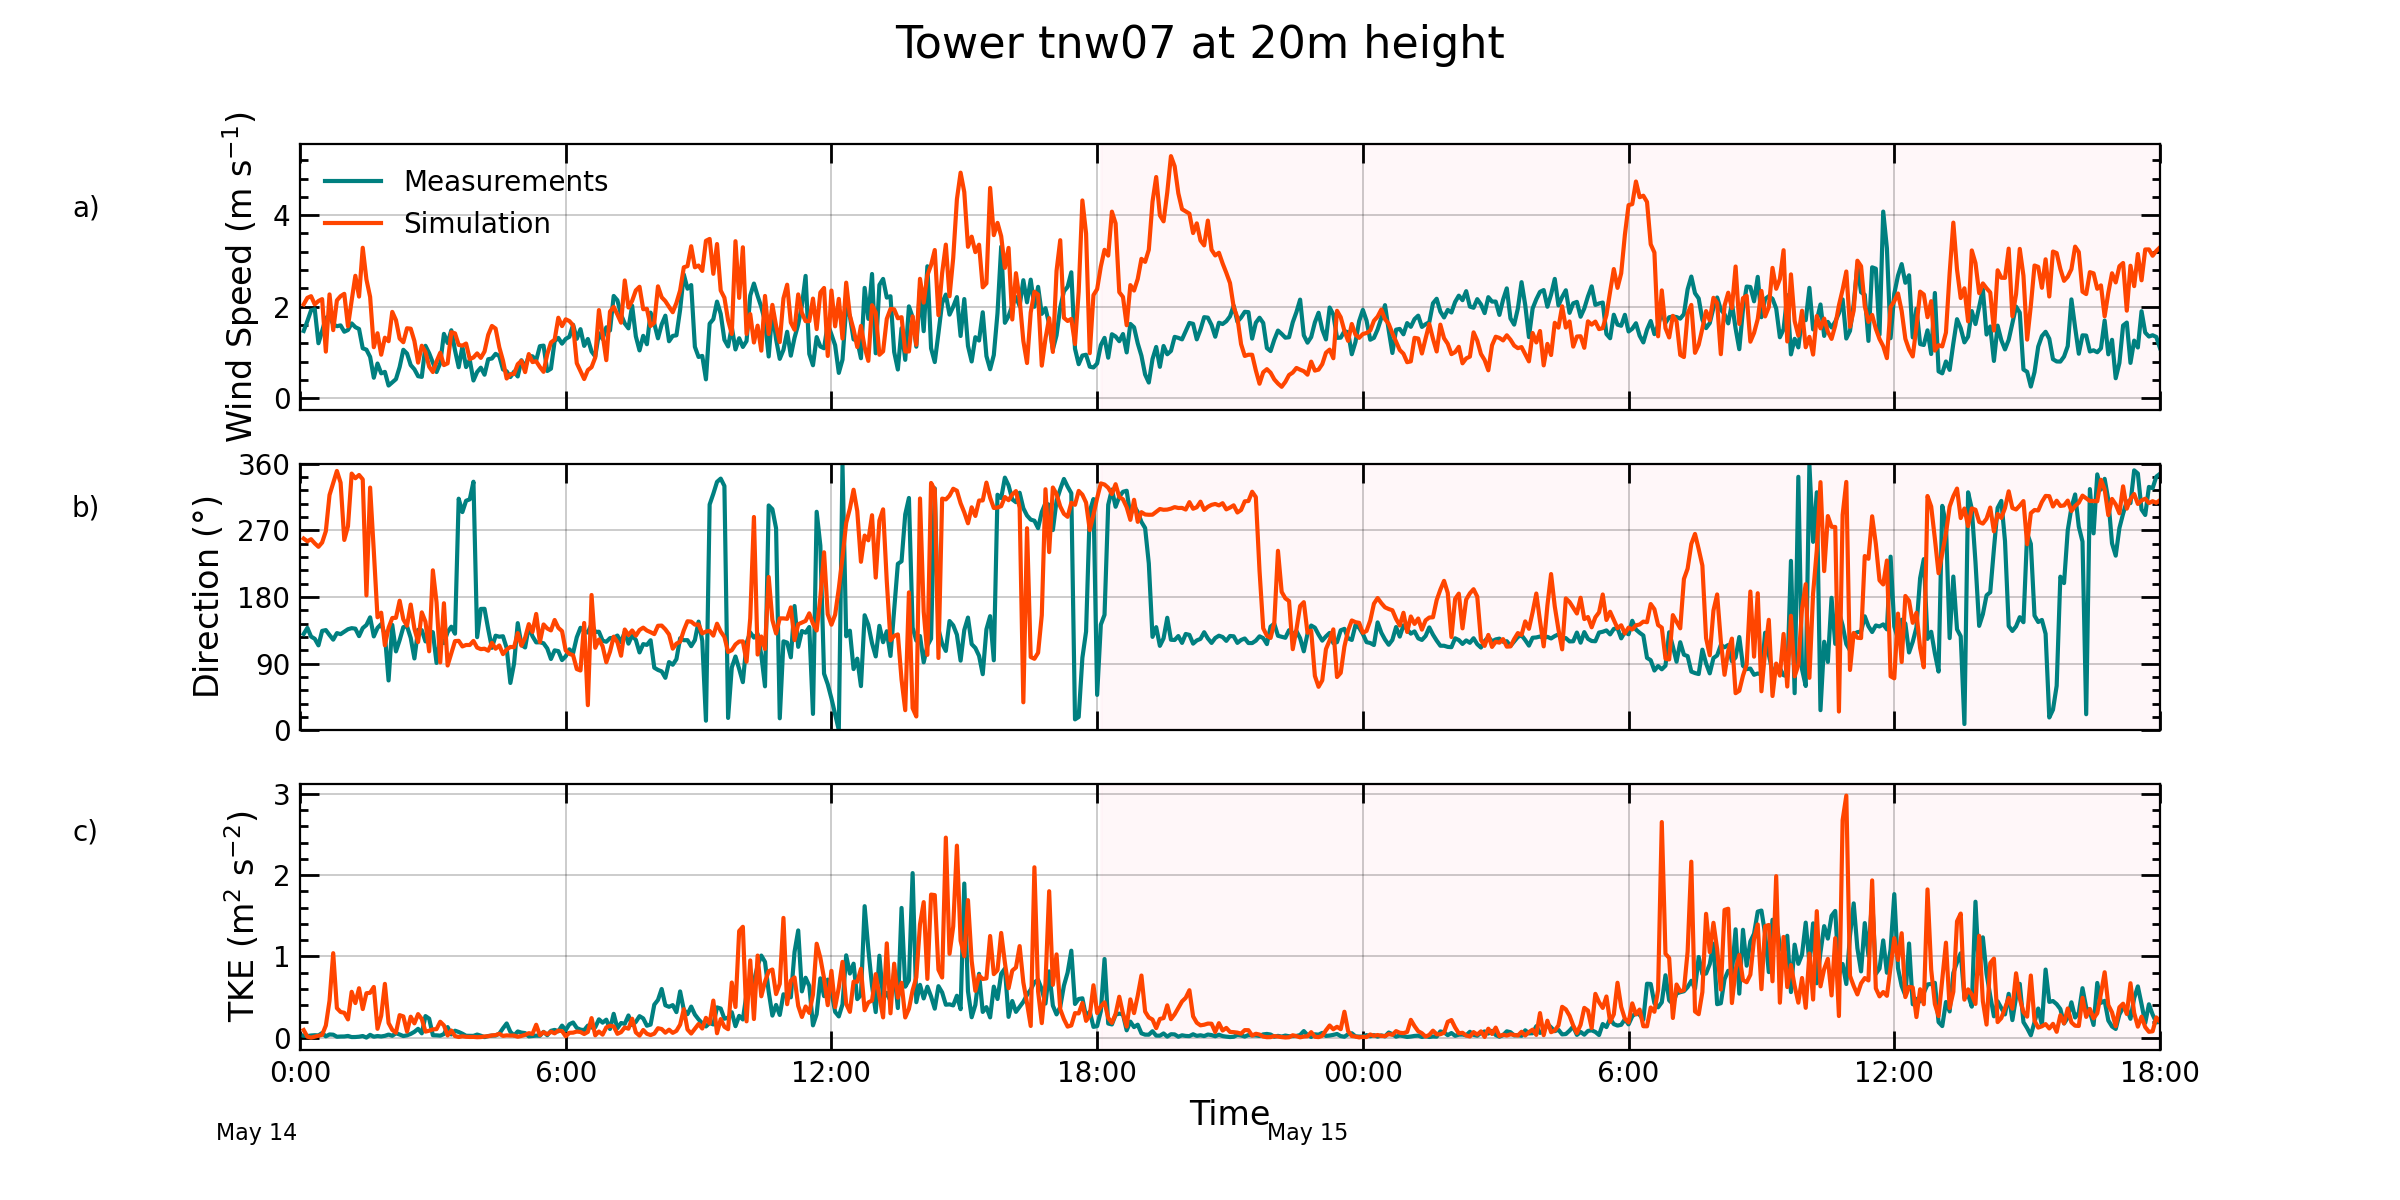 Tower tnw07 at 20m height
a)
Wind Speed (m s⁻¹)
4
2
0
Measurements
Simulation
b)
Direction (°)
360
270
180
90
0
c)
TKE (m² s⁻²)
3
2
1
0
0:00 6:00 12:00 18:00 00:00 6:00 12:00 18:00
Time
May 14 May 15